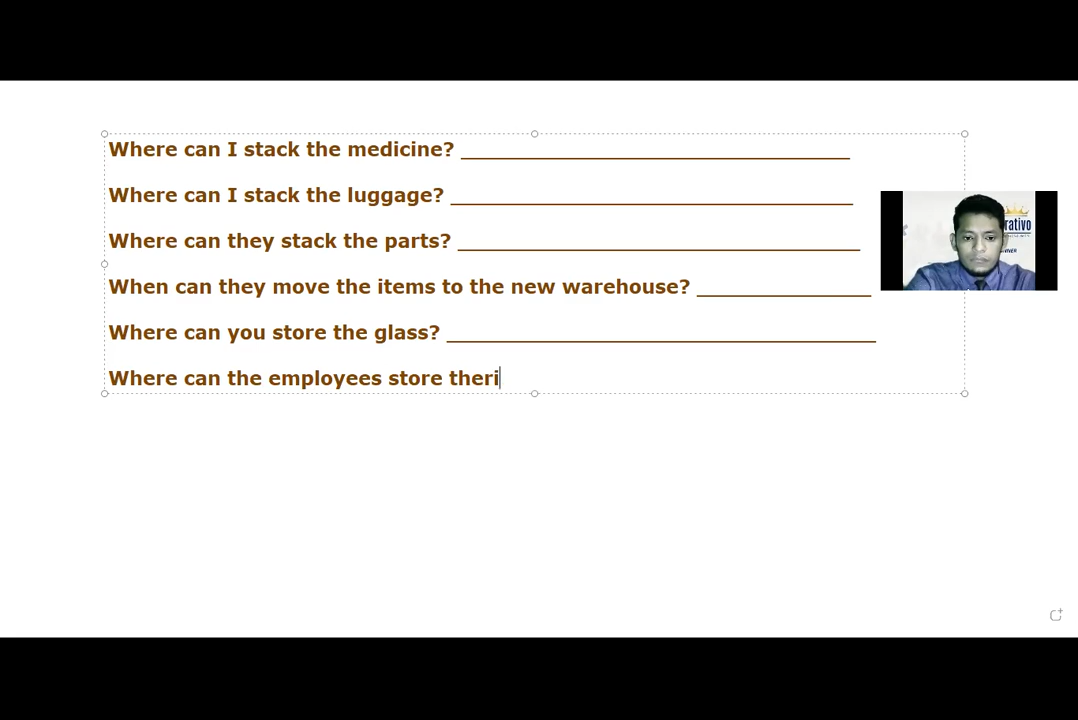 Where can I stack the medicine? ___________________________________
Where can I stack the luggage? ____________________________________
Where can they stack the parts? ____________________________________
When can they move the items to the new warehouse? ________________
Where can you store the glass? ______________________________________
Where can the employees store theri
rativo